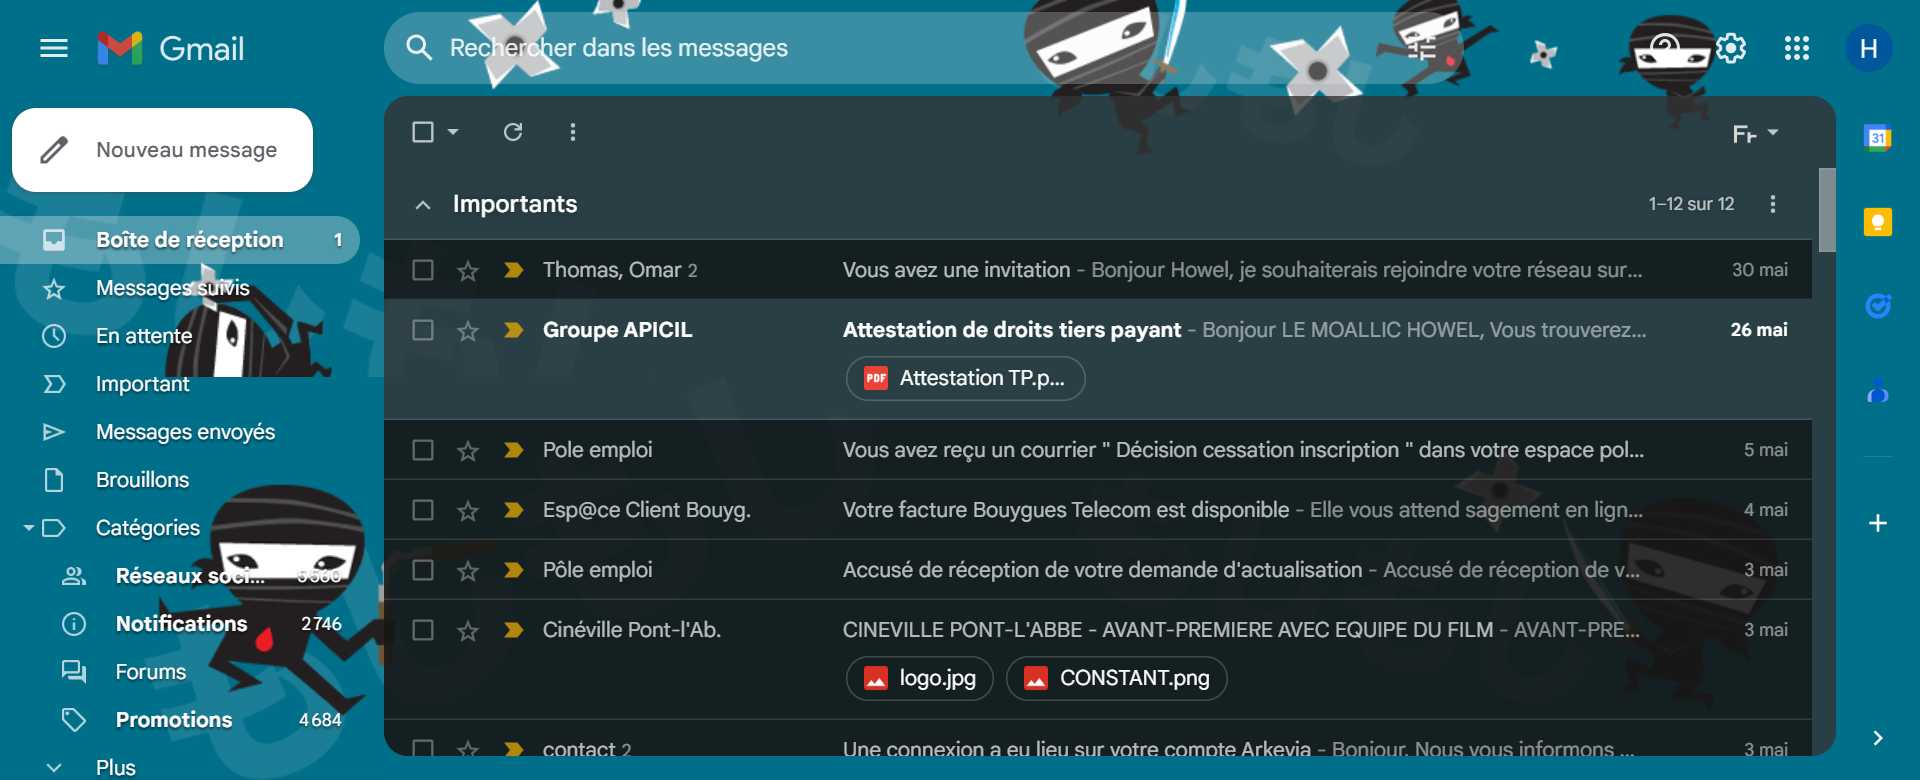 Gmail
Rechercher dans les messages
H
Nouveau message
Boîte de réception 1
Messages suivis
En attente
Important
Messages envoyés
Brouillons
Catégories
Réseaux soci... 5 560
Notifications 2 746
Forums
Promotions 4 684
Plus
Importants 1–12 sur 12
Thomas, Omar 2 Vous avez une invitation - Bonjour Howel, je souhaiterais rejoindre votre réseau sur... 30 mai
Groupe APICIL Attestation de droits tiers payant - Bonjour LE MOALLIC HOWEL, Vous trouverez... 26 mai
PDF Attestation TP.p...
Pole emploi Vous avez reçu un courrier " Décision cessation inscription " dans votre espace pol... 5 mai
Esp@ce Client Bouyg. Votre facture Bouygues Telecom est disponible - Elle vous attend sagement en lign... 4 mai
Pôle emploi Accusé de réception de votre demande d'actualisation - Accusé de réception de v... 3 mai
Cinéville Pont-l'Ab. CINEVILLE PONT-L'ABBE - AVANT-PREMIERE AVEC EQUIPE DU FILM - AVANT-PRE... 3 mai
logo.jpg CONSTANT.png
contact 2 Une connexion a eu lieu sur votre compte Arkevia - Bonjour, Nous vous informons ... 3 mai
31